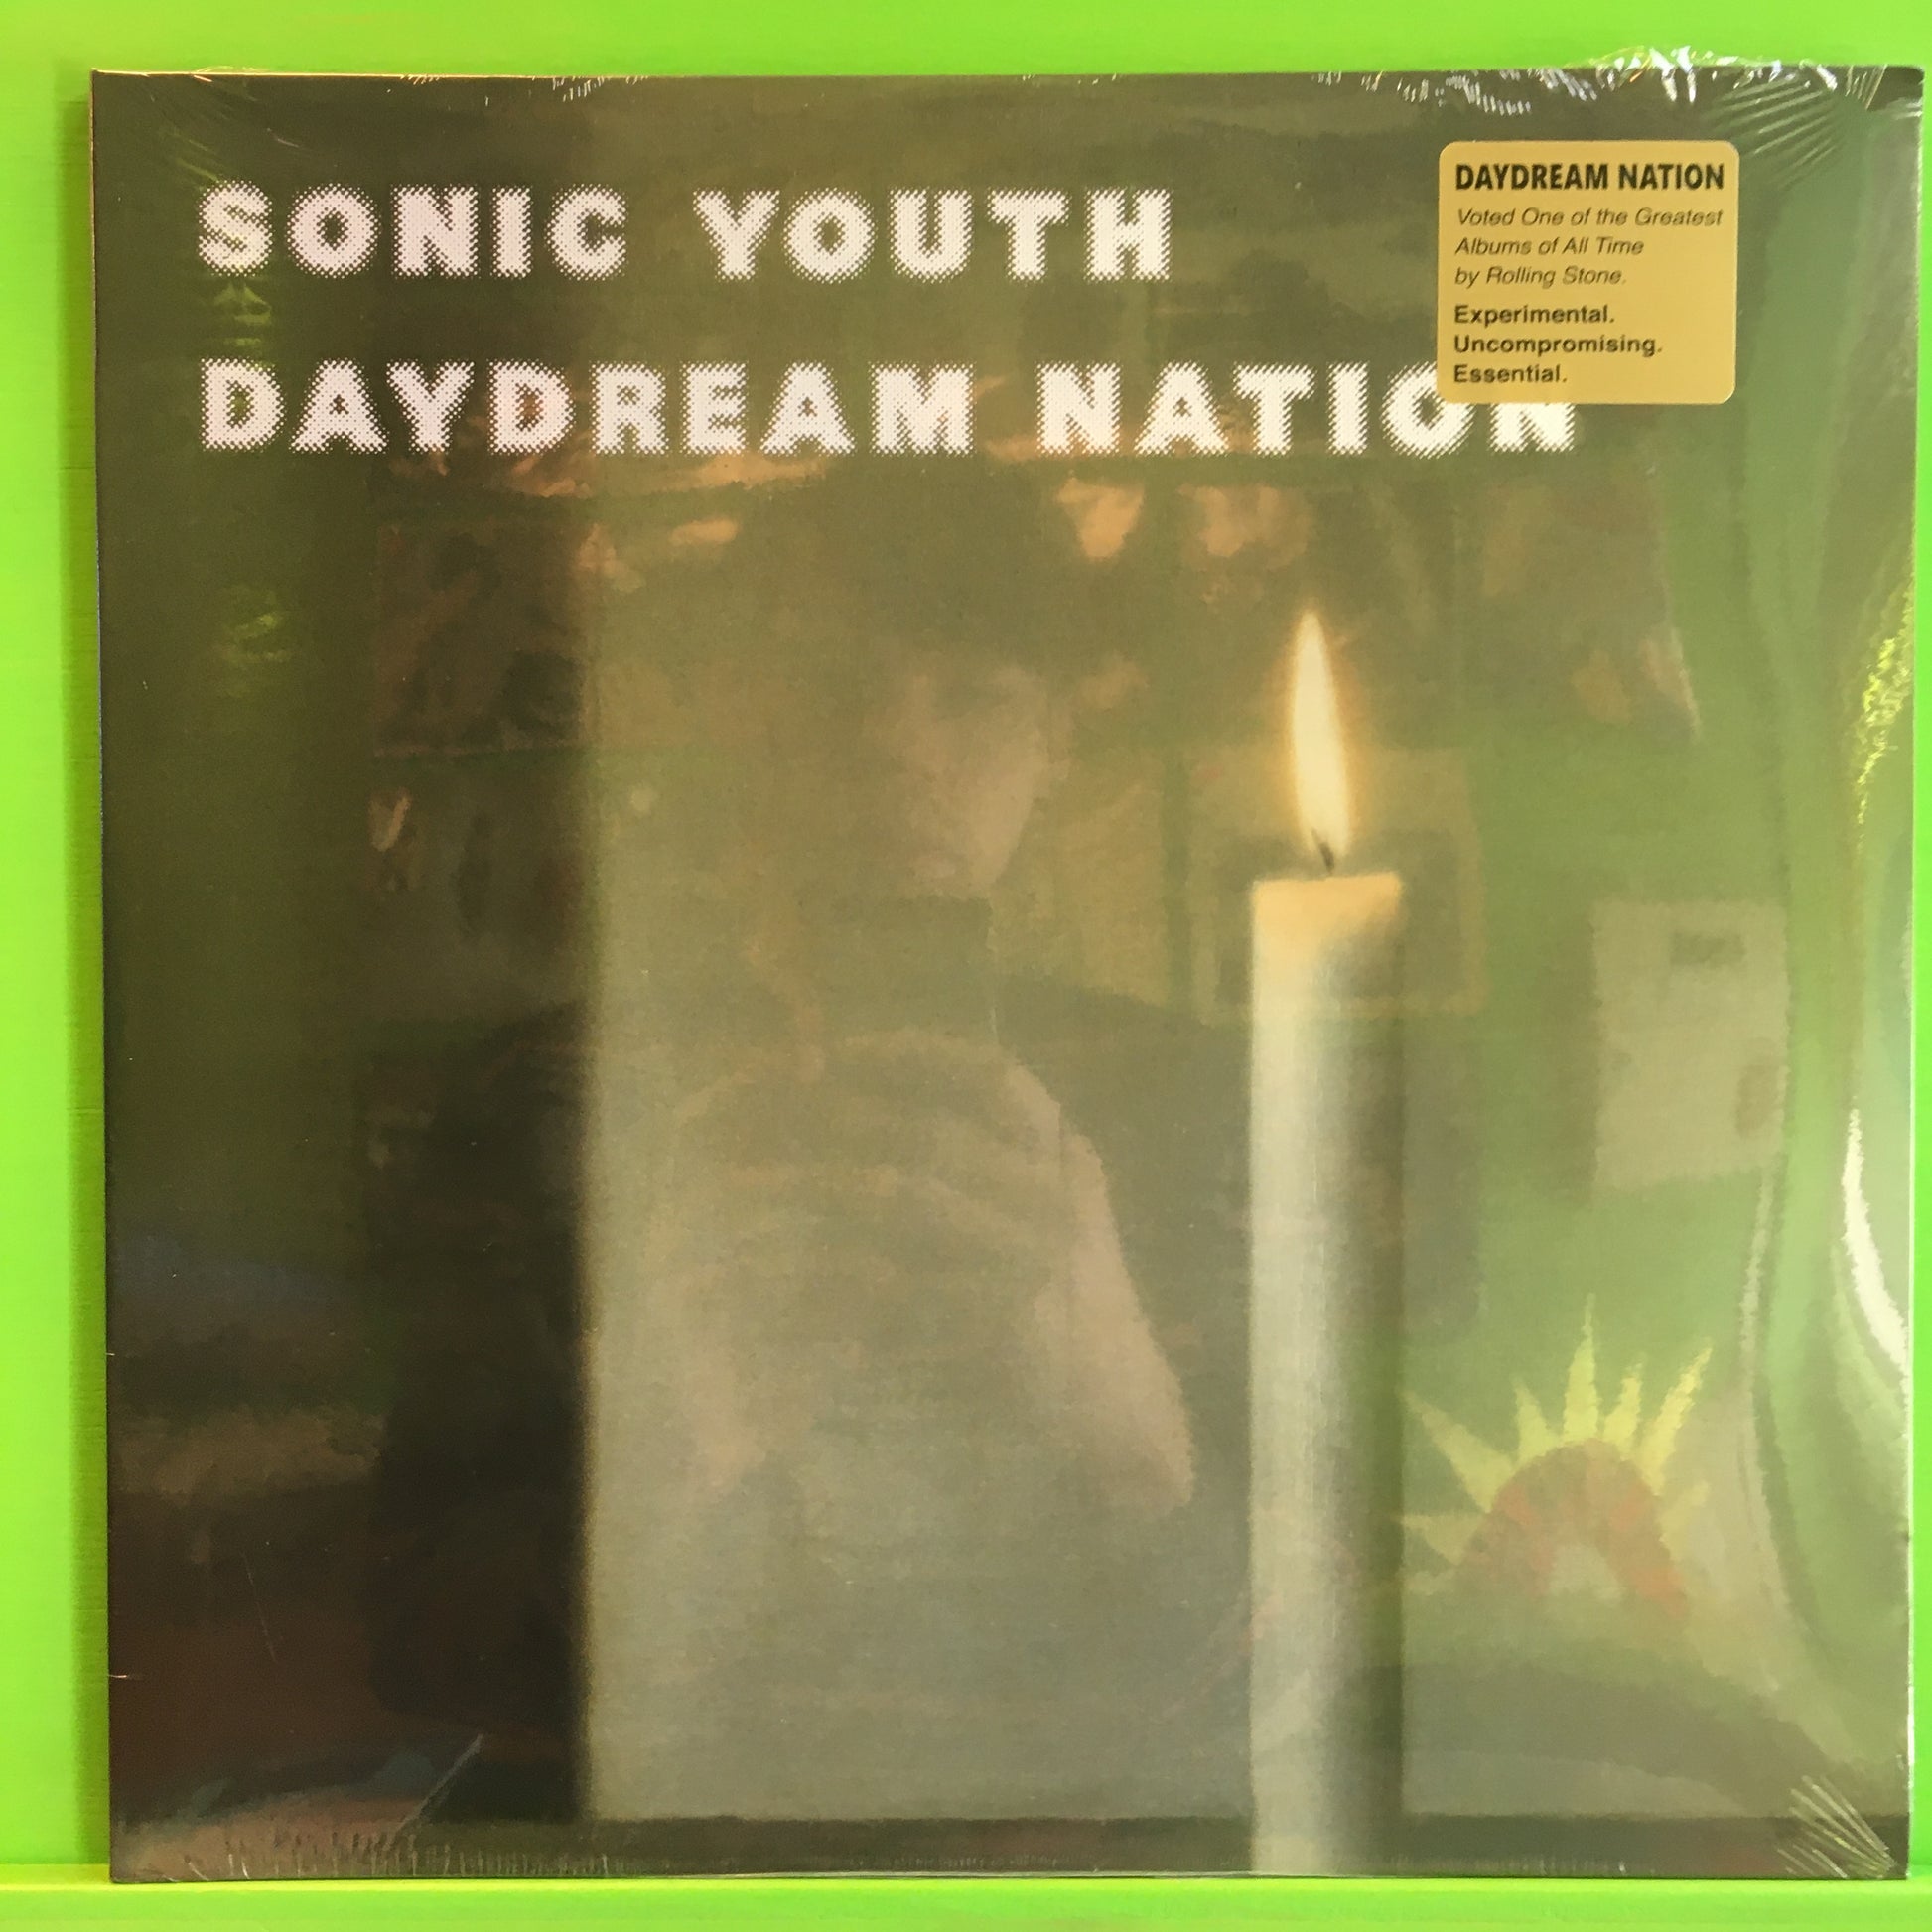 SONIC YOUTH
DAYDREAM NATION
DAYDREAM NATION
Voted One of the Greatest
Albums of All Time
by Rolling Stone.
Experimental.
Uncompromising.
Essential.